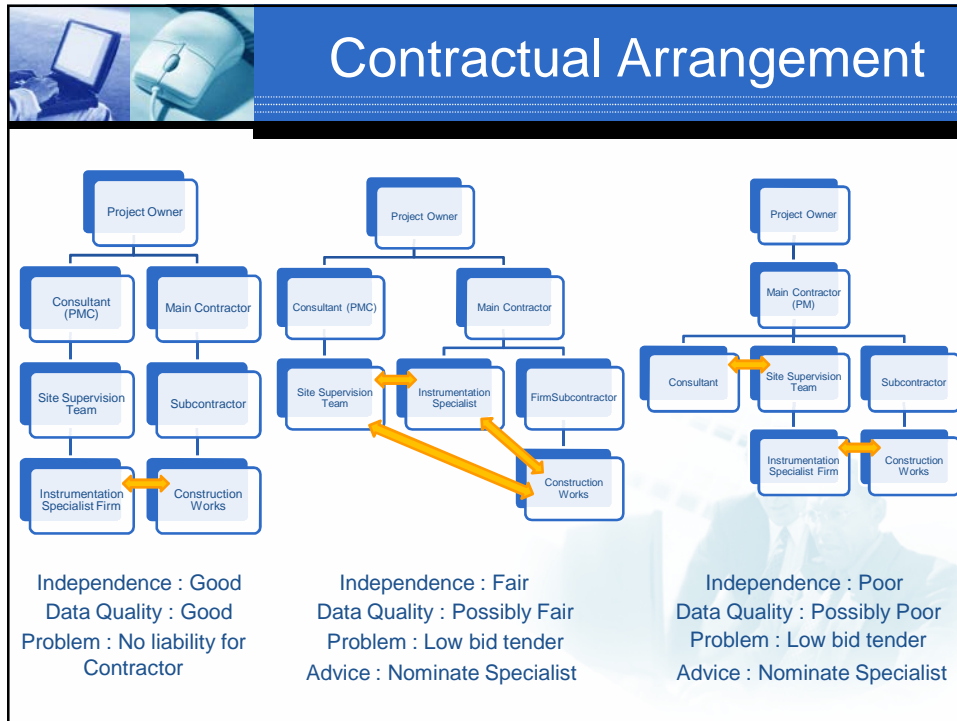 Contractual Arrangement
Project Owner
Consultant
(PMC)
Main Contractor
Site Supervision
Team
Subcontractor
Instrumentation
Specialist Firm
Construction
Works
Independence : Good
Data Quality : Good
Problem : No liability for
Contractor
Project Owner
Consultant (PMC)
Main Contractor
Site Supervision
Team
Instrumentation
Specialist
FirmSubcontractor
Construction
Works
Independence : Fair
Data Quality : Possibly Fair
Problem : Low bid tender
Advice : Nominate Specialist
Project Owner
Main Contractor
(PM)
Consultant
Site Supervision
Team
Subcontractor
Instrumentation
Specialist Firm
Construction
Works
Independence : Poor
Data Quality : Possibly Poor
Problem : Low bid tender
Advice : Nominate Specialist